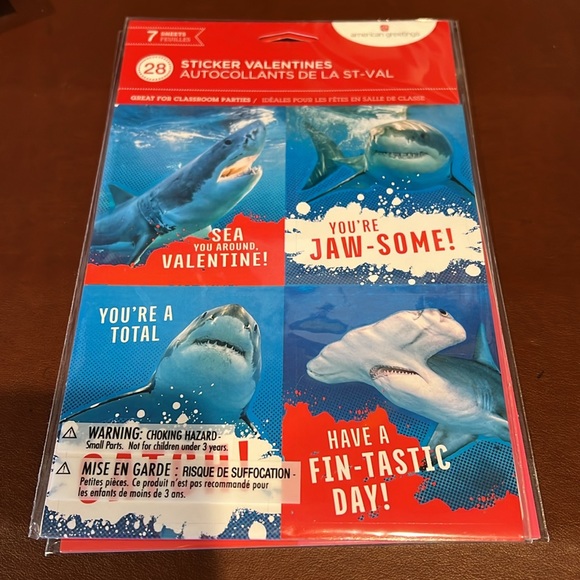 7 SHEETS
FEUILLES
american greetings
28
STICKER VALENTINES
AUTOCOLLANTS DE LA ST-VAL
GREAT FOR CLASSROOM PARTIES / IDÉALES POUR LES FÊTES EN SALLE DE CLASSE
SEA
YOU AROUND,
VALENTINE!
YOU'RE
JAW-SOME!
YOU'RE A
TOTAL
WARNING: CHOKING HAZARD-
Small Parts. Not for children under 3 years.
MISE EN GARDE : RISQUE DE SUFFOCATION -
Petites pièces. Ce produit n'est pas recommandé pour
les enfants de moins de 3 ans.
HAVE A
FIN-TASTIC
DAY!